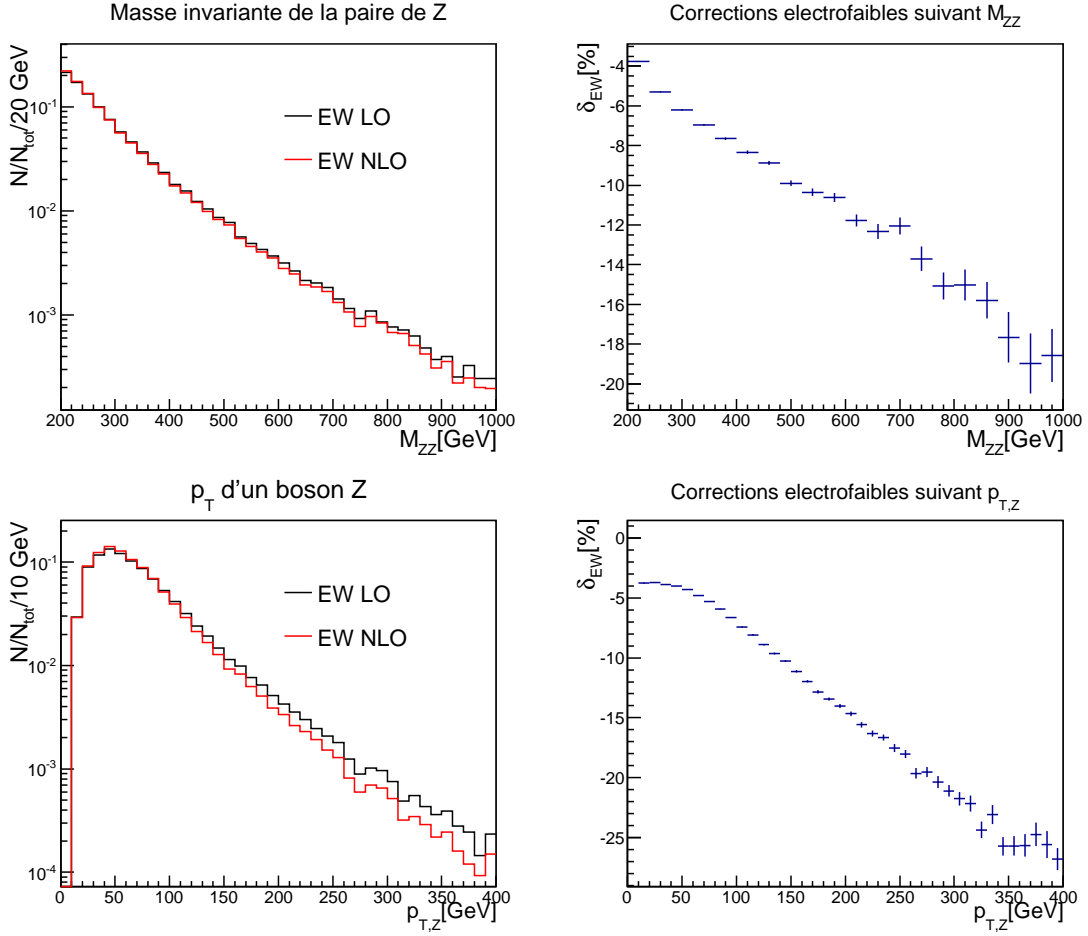 Masse invariante de la paire de Z
N/N_tot/20 GeV
10^-1
10^-2
10^-3
EW LO
EW NLO
200 300 400 500 600 700 800 900 1000
M_ZZ[GeV]
Corrections electrofaibles suivant M_ZZ
δ_EW[%]
-4
-6
-8
-10
-12
-14
-16
-18
-20
200 300 400 500 600 700 800 900 1000
M_ZZ[GeV]
p_T d'un boson Z
N/N_tot/10 GeV
10^-1
10^-2
10^-3
10^-4
EW LO
EW NLO
0 50 100 150 200 250 300 350 400
p_T,Z[GeV]
Corrections electrofaibles suivant p_T,Z
δ_EW[%]
0
-5
-10
-15
-20
-25
0 50 100 150 200 250 300 350 400
p_T,Z[GeV]